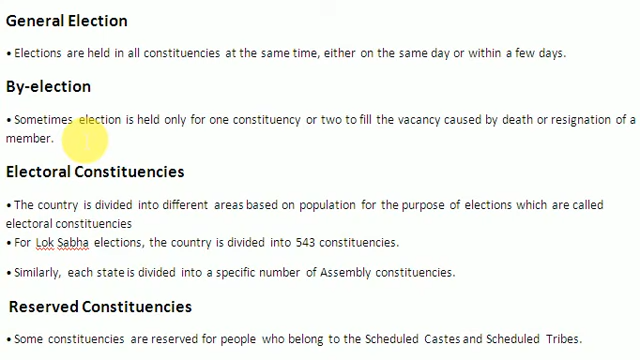 General Election
• Elections are held in all constituencies at the same time, either on the same day or within a few days.
By-election
• Sometimes election is held only for one constituency or two to fill the vacancy caused by death or resignation of a
member.
Electoral Constituencies
• The country is divided into different areas based on population for the purpose of elections which are called
electoral constituencies
• For Lok Sabha elections, the country is divided into 543 constituencies.
• Similarly, each state is divided into a specific number of Assembly constituencies.
Reserved Constituencies
• Some constituencies are reserved for people who belong to the Scheduled Castes and Scheduled Tribes.